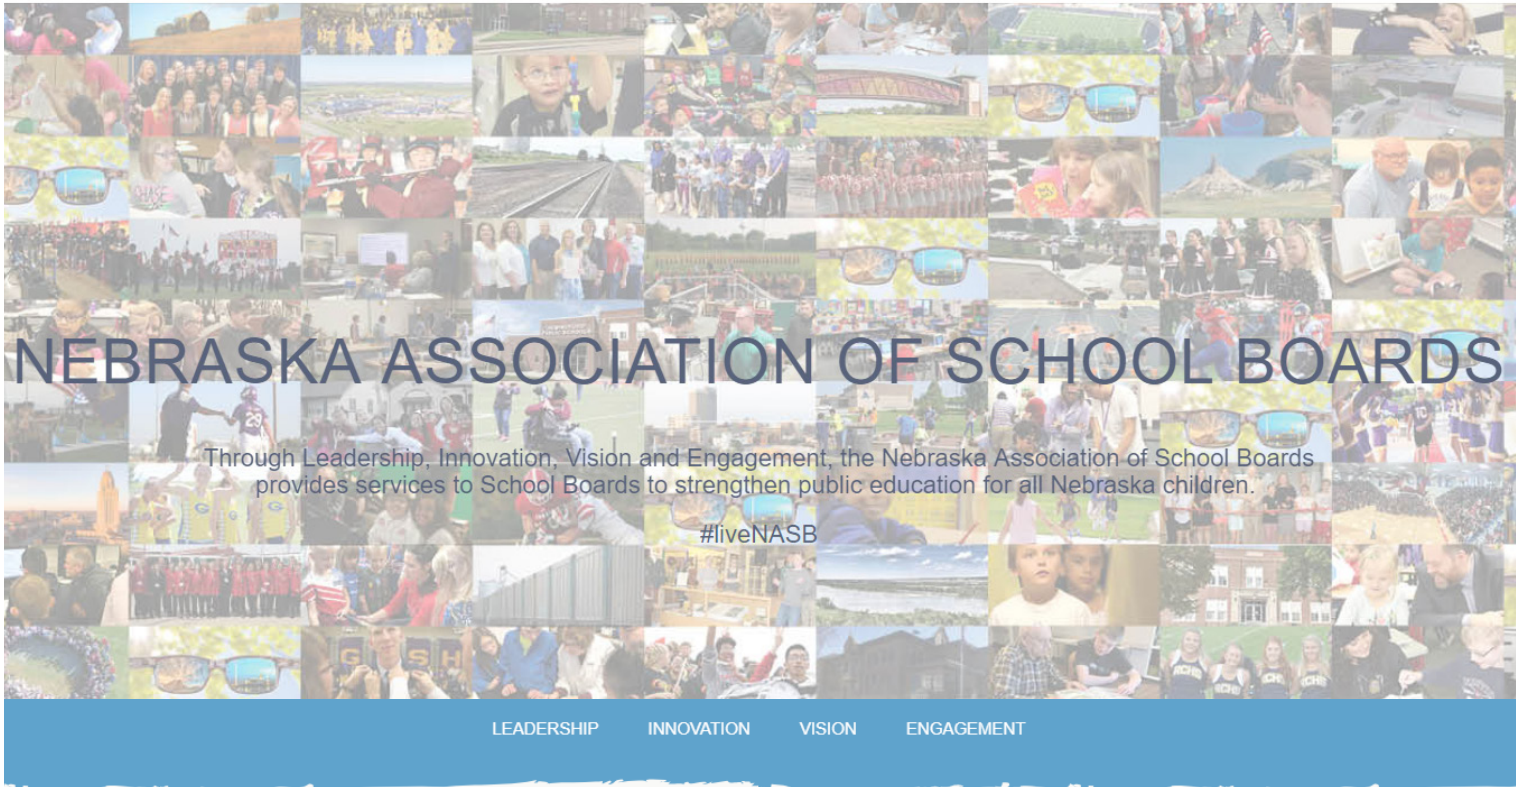 NEBRASKA ASSOCIATION OF SCHOOL BOARDS
Through Leadership, Innovation, Vision and Engagement, the Nebraska Association of School Boards
provides services to School Boards to strengthen public education for all Nebraska children.
#liveNASB
LEADERSHIP INNOVATION VISION ENGAGEMENT